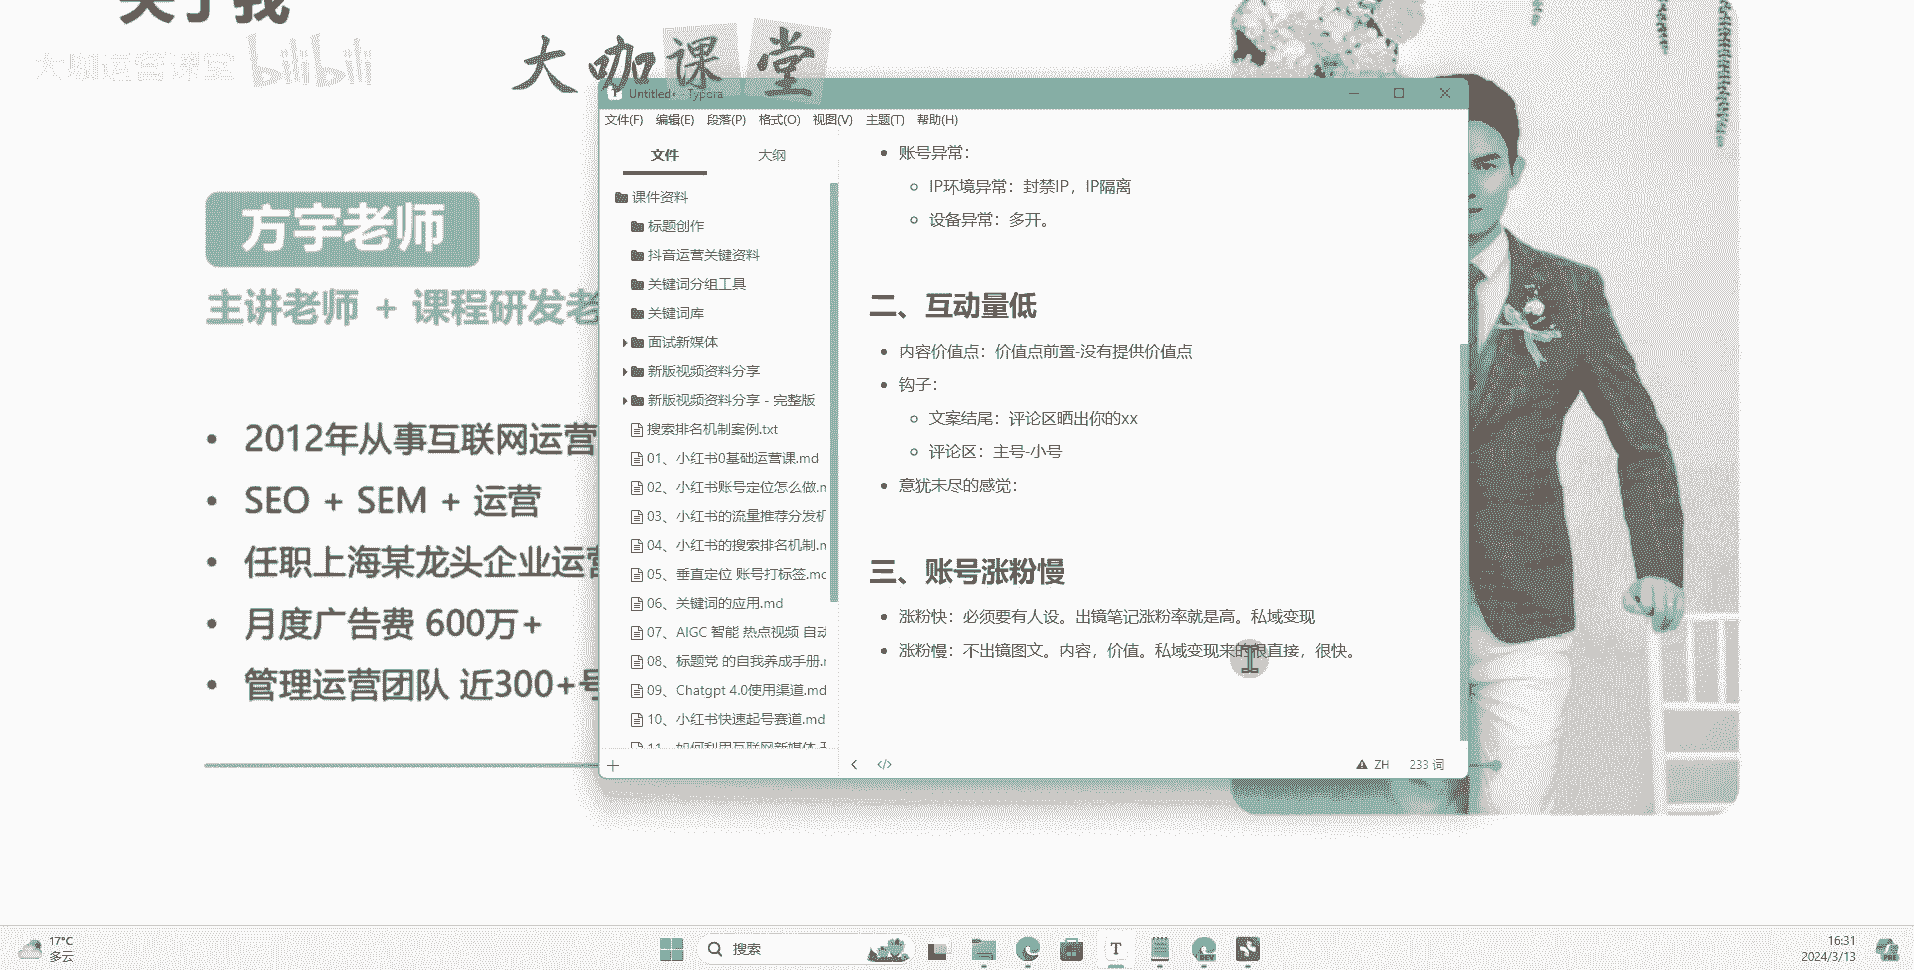 关于我
大咖运营课堂 bilibili
大咖课堂
方宇老师
主讲老师 + 课程研发老
2012年从事互联网运营
SEO + SEM + 运营
任职上海某龙头企业运营
月度广告费 600万+
管理运营团队 近300+号
Untitled• - Typora
文件(F) 编辑(E) 段落(P) 格式(O) 视图(V) 主题(T) 帮助(H)
文件 大纲
课件资料
标题创作
抖音运营关键资料
关键词分组工具
关键词库
面试新媒体
新版视频资料分享
新版视频资料分享 - 完整版
搜索排名机制案例.txt
01、小红书0基础运营课.md
02、小红书账号定位怎么做.m
03、小红书的流量推荐分发机
04、小红书的搜索排名机制.m
05、垂直定位 账号打标签.md
06、关键词的应用.md
07、AIGC 智能 热点视频 自动
08、标题党 的自我养成手册.m
09、Chatgpt 4.0使用渠道.md
10、小红书快速起号赛道.md
11、如何利用互联网新媒体
账号异常：
IP环境异常：封禁IP，IP隔离
设备异常：多开。
二、互动量低
内容价值点：价值点前置-没有提供价值点
钩子：
文案结尾：评论区晒出你的xx
评论区：主号-小号
意犹未尽的感觉：
三、账号涨粉慢
涨粉快：必须要有人设。出镜笔记涨粉率就是高。私域变现
涨粉慢：不出镜图文。内容，价值。私域变现来的很直接，很快。
ZH 233 词
17°C
多云
搜索
DEV
16:31
2024/3/13
PRE